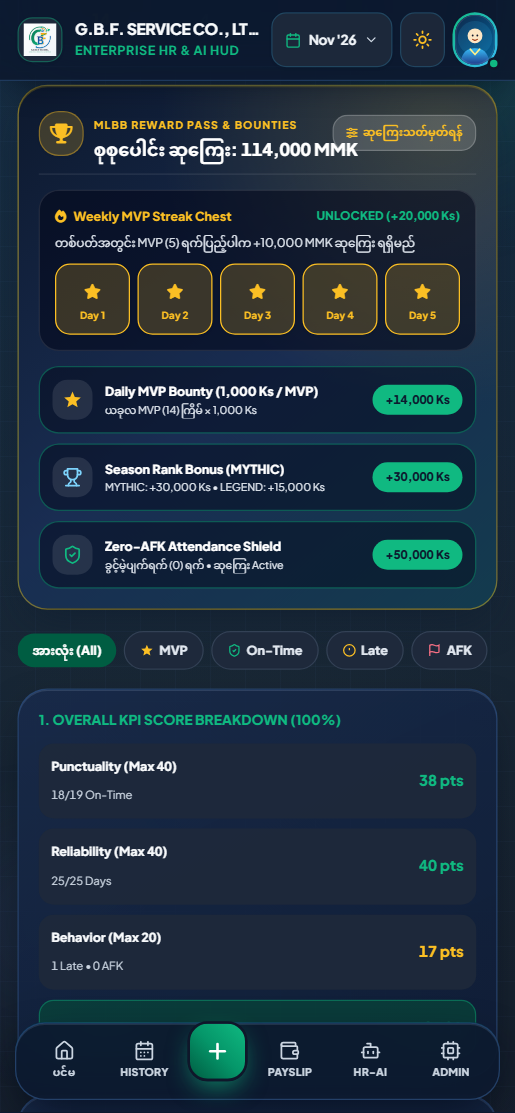 G.B.F. SERVICE CO., LT...
ENTERPRISE HR & AI HUD
Nov '26
MLBB REWARD PASS & BOUNTIES
စုစုပေါင်း ဆုကြေး: 114,000 MMK
ဆုကြေးသတ်မှတ်ရန်
Weekly MVP Streak Chest
UNLOCKED (+20,000 Ks)
တစ်ပတ်အတွင်း MVP (5) ရက်ပြည့်ပါက +10,000 MMK ဆုကြေး ရရှိမည်
Day 1
Day 2
Day 3
Day 4
Day 5
Daily MVP Bounty (1,000 Ks / MVP)
ယခုလ MVP (14) ကြိမ် × 1,000 Ks
+14,000 Ks
Season Rank Bonus (MYTHIC)
MYTHIC: +30,000 Ks • LEGEND: +15,000 Ks
+30,000 Ks
Zero-AFK Attendance Shield
ခွင့်မဲ့ပျက်ရက် (0) ရက် • ဆုကြေး Active
+50,000 Ks
အားလုံး (All)
MVP
On-Time
Late
AFK
1. OVERALL KPI SCORE BREAKDOWN (100%)
Punctuality (Max 40)
18/19 On-Time
38 pts
Reliability (Max 40)
25/25 Days
40 pts
Behavior (Max 20)
1 Late • 0 AFK
17 pts
ပင်မ
HISTORY
PAYSLIP
HR-AI
ADMIN